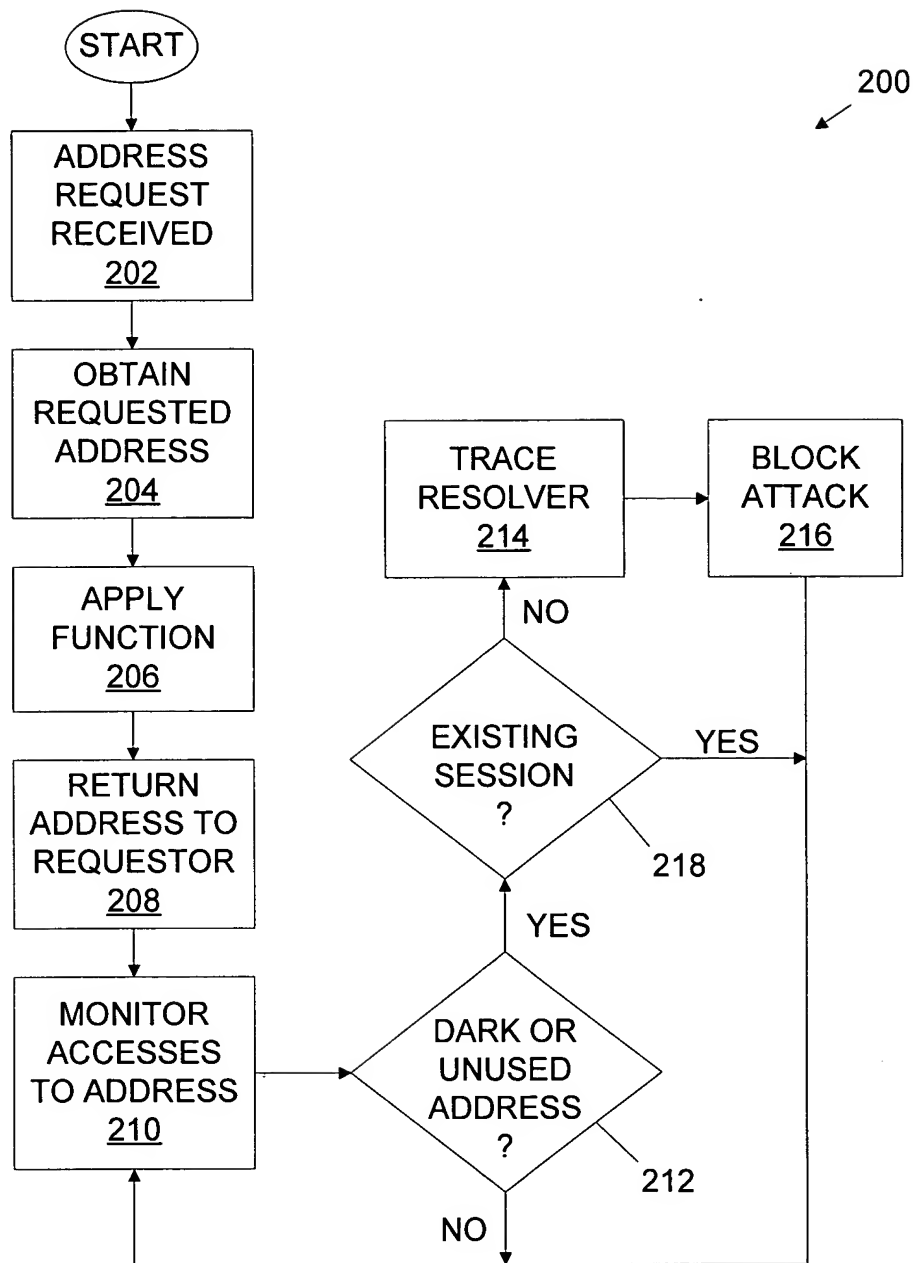 START
200
ADDRESS
REQUEST
RECEIVED
202
OBTAIN
REQUESTED
ADDRESS
204
APPLY
FUNCTION
206
RETURN
ADDRESS TO
REQUESTOR
208
MONITOR
ACCESSES
TO ADDRESS
210
DARK OR
UNUSED
ADDRESS
?
212
NO
YES
EXISTING
SESSION
?
218
YES
NO
TRACE
RESOLVER
214
BLOCK
ATTACK
216